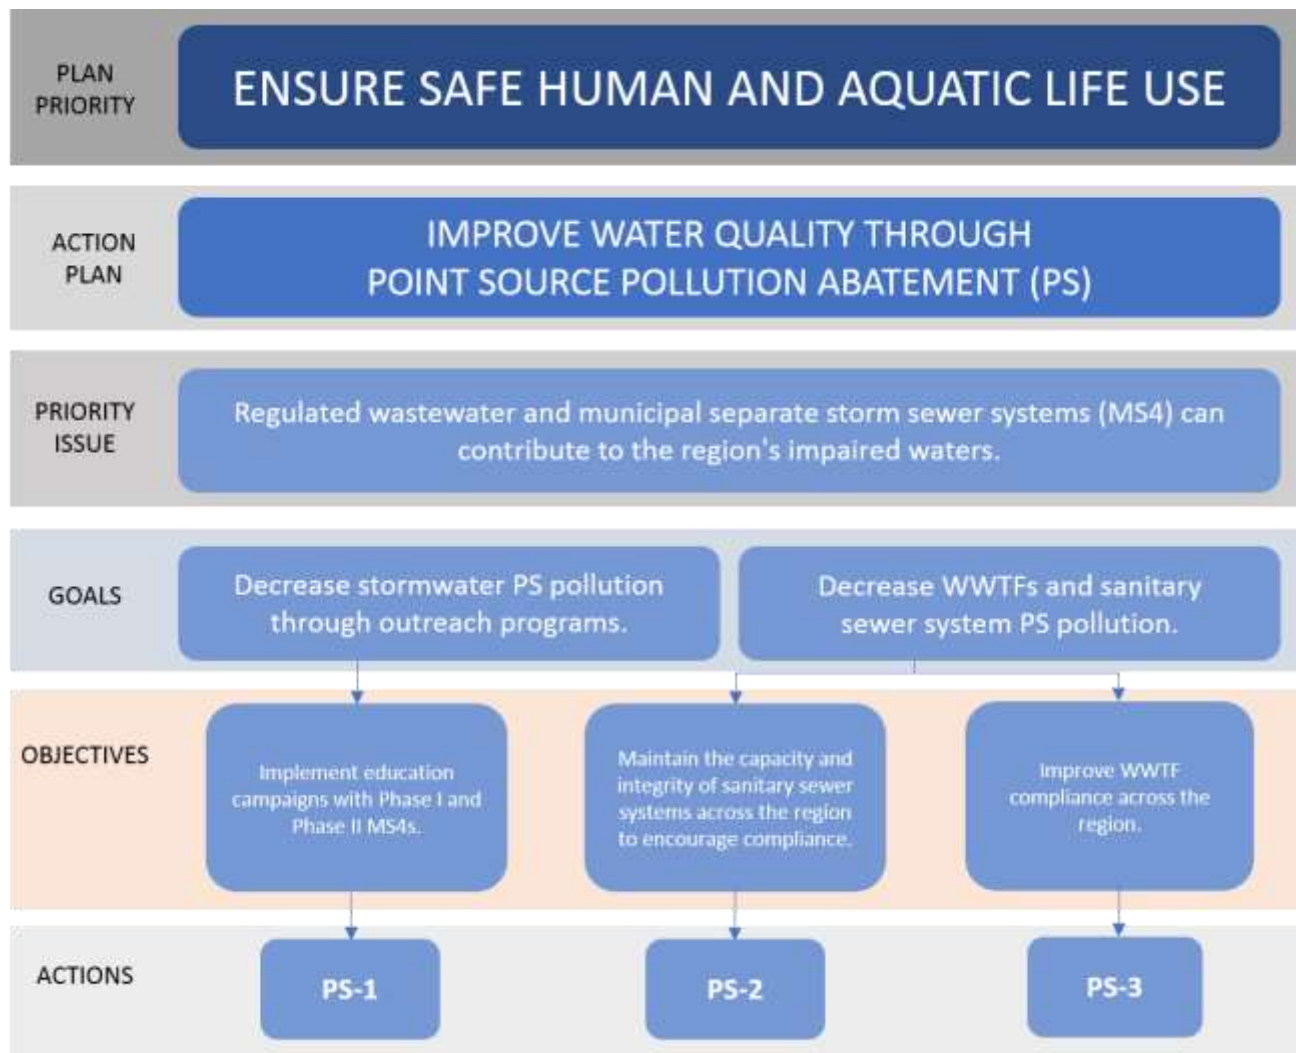 PLAN
PRIORITY
ENSURE SAFE HUMAN AND AQUATIC LIFE USE
ACTION
PLAN
IMPROVE WATER QUALITY THROUGH
POINT SOURCE POLLUTION ABATEMENT (PS)
PRIORITY
ISSUE
Regulated wastewater and municipal separate storm sewer systems (MS4) can
contribute to the region's impaired waters.
GOALS
Decrease stormwater PS pollution
through outreach programs.
Decrease WWTFs and sanitary
sewer system PS pollution.
OBJECTIVES
Implement education
campaigns with Phase I and
Phase II MS4s.
Maintain the capacity and
integrity of sanitary sewer
systems across the region
to encourage compliance.
Improve WWTF
compliance across the
region.
ACTIONS
PS-1
PS-2
PS-3